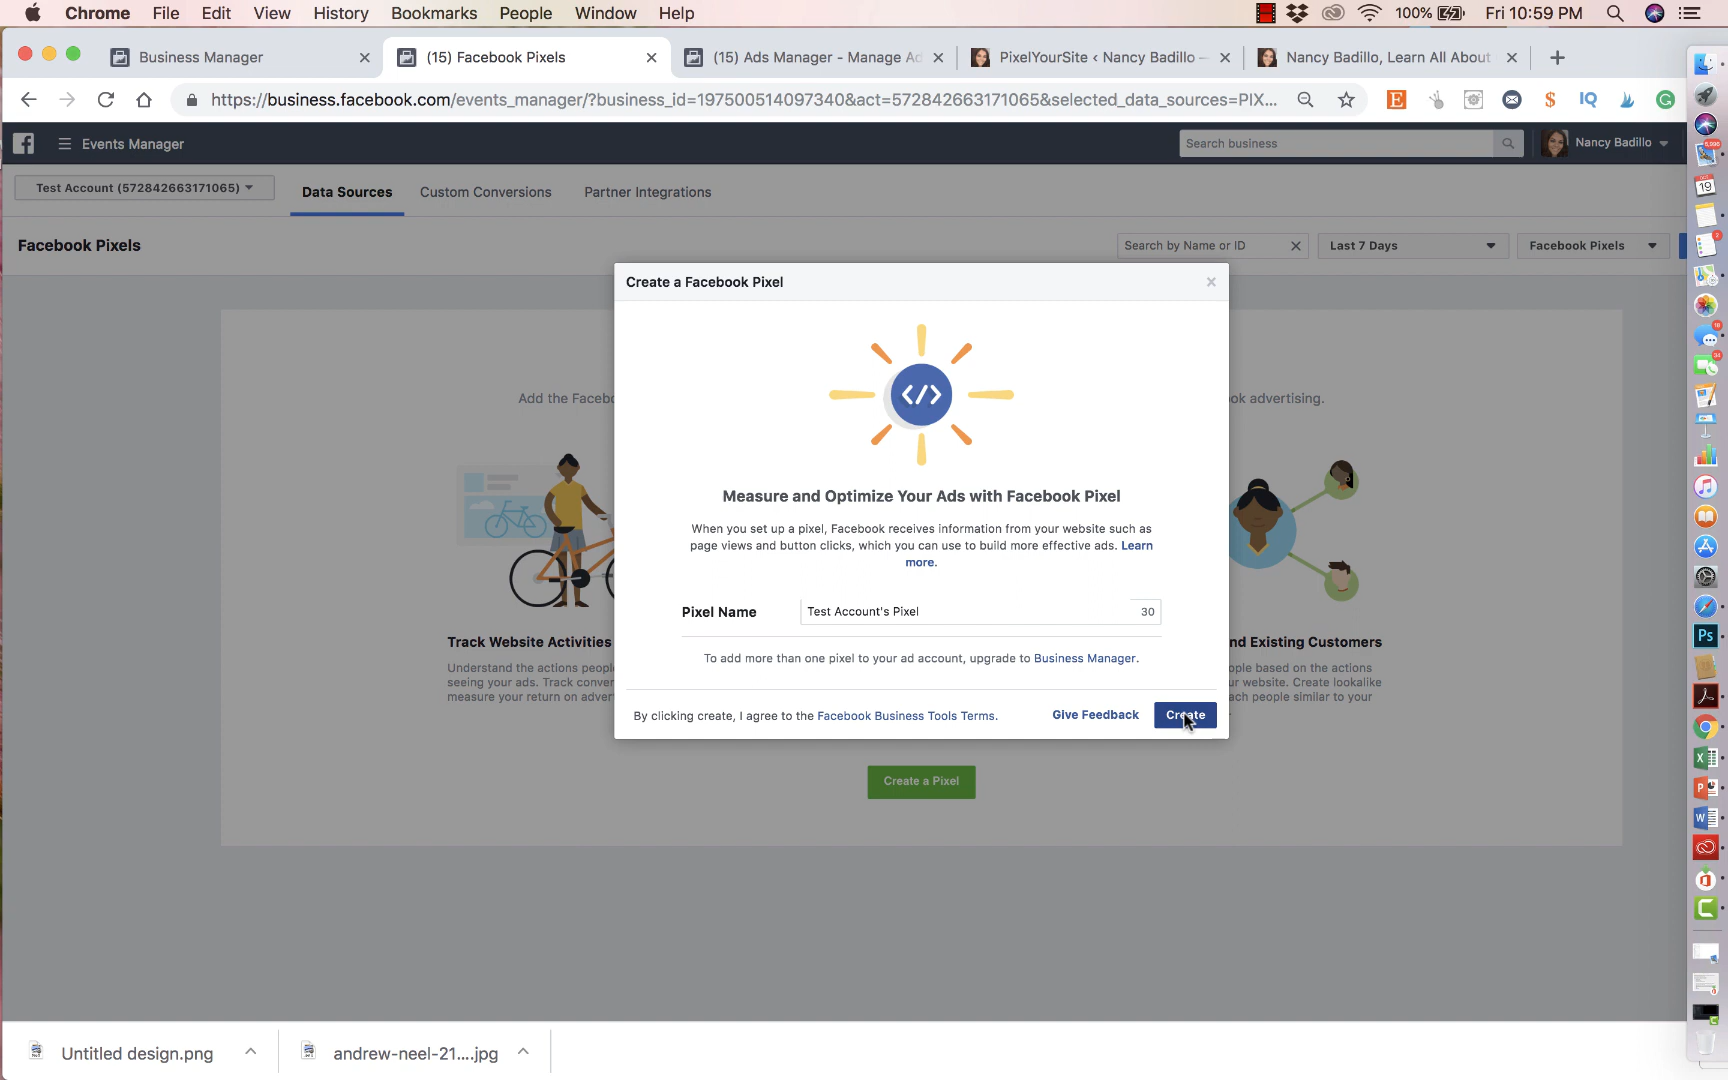 Chrome File Edit View History Bookmarks People Window Help 100% Fri 10:59 PM
Business Manager (15) Facebook Pixels (15) Ads Manager - Manage Ad PixelYourSite ‹ Nancy Badillo — Nancy Badillo, Learn All About
https://business.facebook.com/events_manager/?business_id=197500514097340&act=572842663171065&selected_data_sources=PIX...
Events Manager Search business Nancy Badillo
Test Account (572842663171065) Data Sources Custom Conversions Partner Integrations
Facebook Pixels Search by Name or ID Last 7 Days Facebook Pixels
Create a Facebook Pixel
Add the Facebo ok advertising.
Measure and Optimize Your Ads with Facebook Pixel
When you set up a pixel, Facebook receives information from your website such as
page views and button clicks, which you can use to build more effective ads. Learn
more.
Pixel Name Test Account's Pixel 30
To add more than one pixel to your ad account, upgrade to Business Manager.
By clicking create, I agree to the Facebook Business Tools Terms. Give Feedback Create
Track Website Activities
Understand the actions peopl
seeing your ads. Track conver
measure your return on adver
nd Existing Customers
ople based on the actions
ur website. Create lookalike
ach people similar to your
Create a Pixel
Untitled design.png andrew-neel-21....jpg